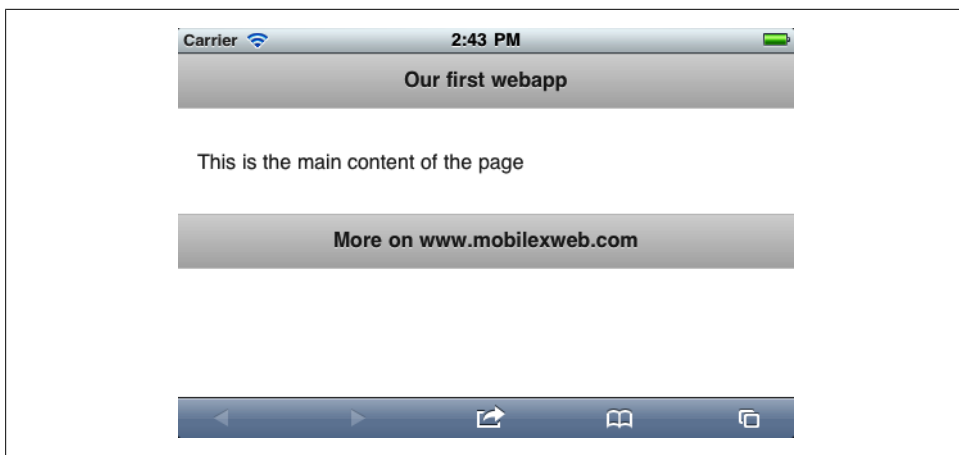 Carrier
2:43 PM
Our first webapp
This is the main content of the page
More on www.mobilexweb.com